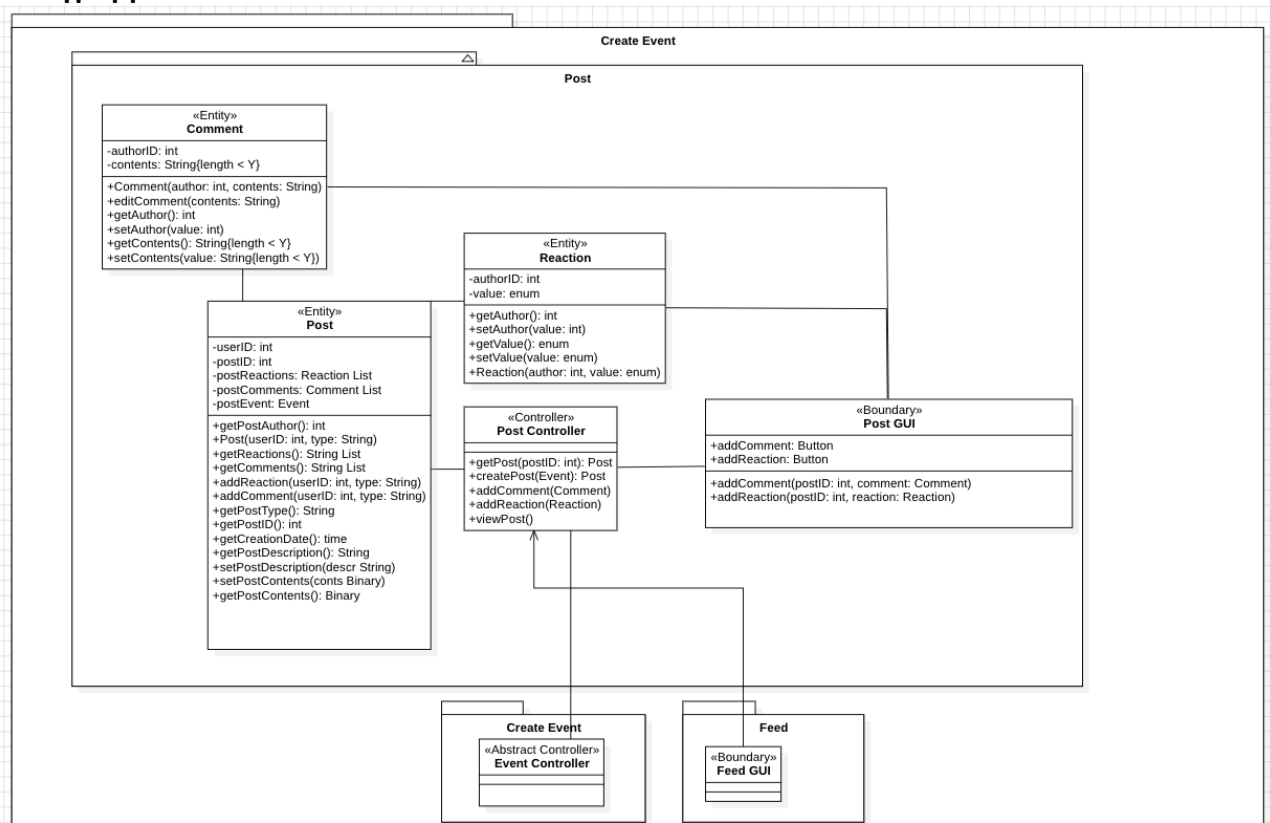 Create Event
Post
«Entity»
Comment
-authorID: int
-contents: String{length < Y}
+Comment(author: int, contents: String)
+editComment(contents: String)
+getAuthor(): int
+setAuthor(value: int)
+getContents(): String{length < Y}
+setContents(value: String{length < Y})
«Entity»
Reaction
-authorID: int
-value: enum
+getAuthor(): int
+setAuthor(value: int)
+getValue(): enum
+setValue(value: enum)
+Reaction(author: int, value: enum)
«Entity»
Post
-userID: int
-postID: int
-postReactions: Reaction List
-postComments: Comment List
-postEvent: Event
+getPostAuthor(): int
+Post(userID: int, type: String)
+getReactions(): String List
+getComments(): String List
+addReaction(userID: int, type: String)
+addComment(userID: int, type: String)
+getPostType(): String
+getPostID(): int
+getCreationDate(): time
+getPostDescription(): String
+setPostDescription(descr String)
+setPostContents(conts Binary)
+getPostContents(): Binary
«Controller»
Post Controller
+getPost(postID: int): Post
+createPost(Event): Post
+addComment(Comment)
+addReaction(Reaction)
+viewPost()
«Boundary»
Post GUI
+addComment: Button
+addReaction: Button
+addComment(postID: int, comment: Comment)
+addReaction(postID: int, reaction: Reaction)
Create Event
«Abstract Controller»
Event Controller
Feed
«Boundary»
Feed GUI